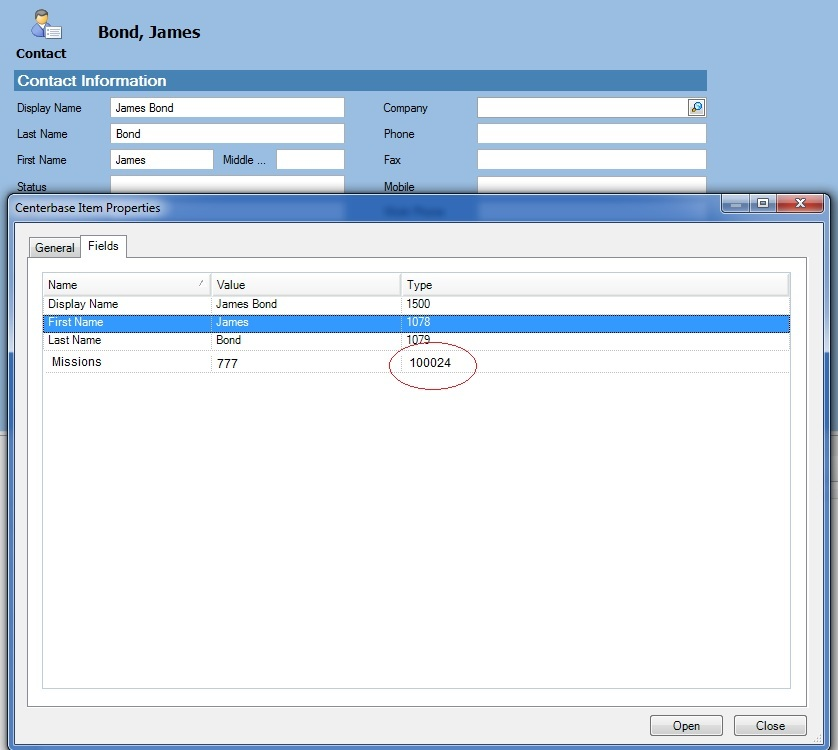 Bond, James
Contact
Contact Information
Display Name James Bond Company
Last Name Bond Phone
First Name James Middle ... Fax
Status Mobile
Centerbase Item Properties
General Fields
Name Value Type
Display Name James Bond 1500
First Name James 1078
Last Name Bond 1079
Missions 777 100024
Open Close